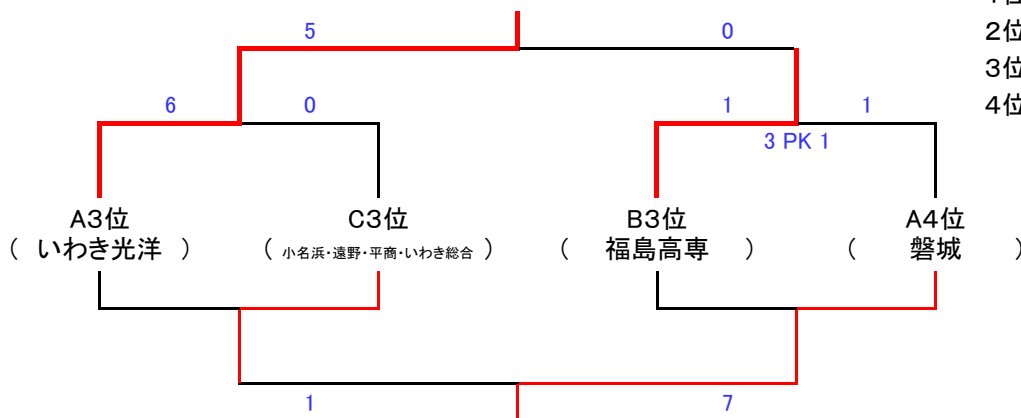 1位
5 0
2位
3位
6 0 1 1
4位
3 PK 1
A3位 C3位 B3位 A4位
( いわき光洋 ) ( 小名浜・遠野・平商・いわき総合 ) ( 福島高専 ) ( 磐城 )
1 7